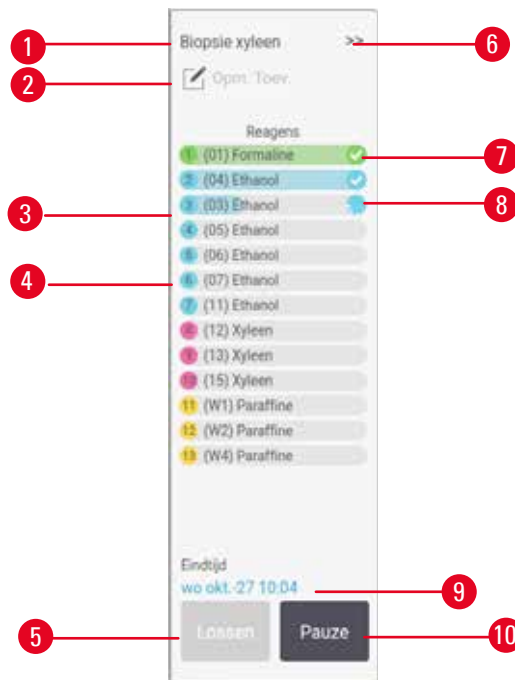 1 Biopsie xyleen >> 6
2 Opm. Toev.
Reagens
1 (01) Formaline 7
2 (04) Ethanol
3 3 (03) Ethanol 8
4 (05) Ethanol
5 (06) Ethanol
4 6 (07) Ethanol
7 (11) Ethanol
8 (12) Xyleen
9 (13) Xyleen
10 (15) Xyleen
11 (W1) Paraffine
12 (W2) Paraffine
13 (W4) Paraffine
Eindtijd
wo okt.-27 10:04 9
5 Lossen Pauze 10